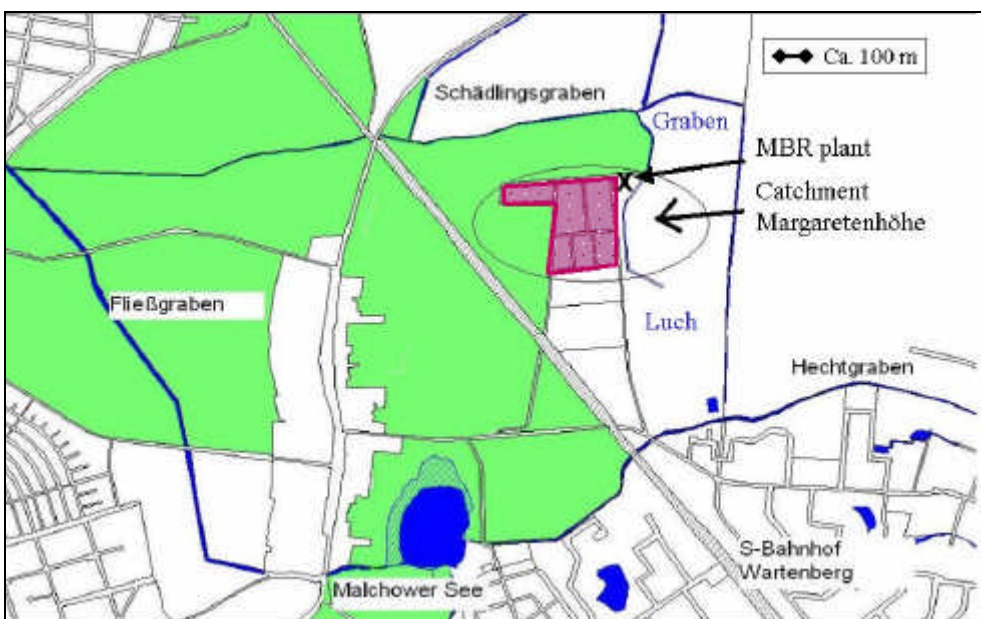 Ca. 100 m
Schädlingsgraben
Graben
MBR plant
X
Catchment
Margaretenhöhe
Fließgraben
Luch
Hechtgraben
S-Bahnhof
Wartenberg
Malchower See